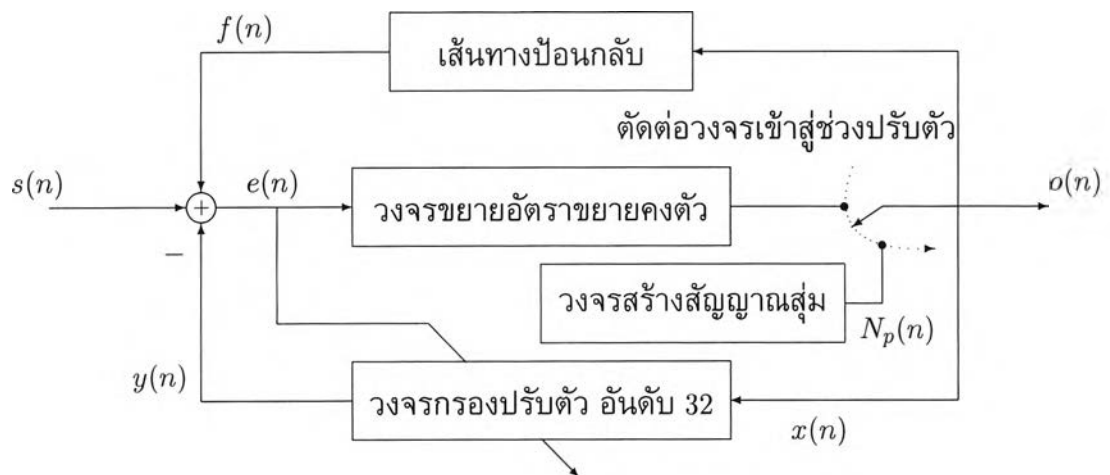 f(n)
เส้นทางป้อนกลับ
ตัดต่อวงจรเข้าสู่ช่วงปรับตัว
s(n)
+
e(n)
วงจรขยายอัตราขยายคงตัว
o(n)
−
วงจรสร้างสัญญาณสุ่ม
N_p(n)
y(n)
วงจรกรองปรับตัว อันดับ 32
x(n)